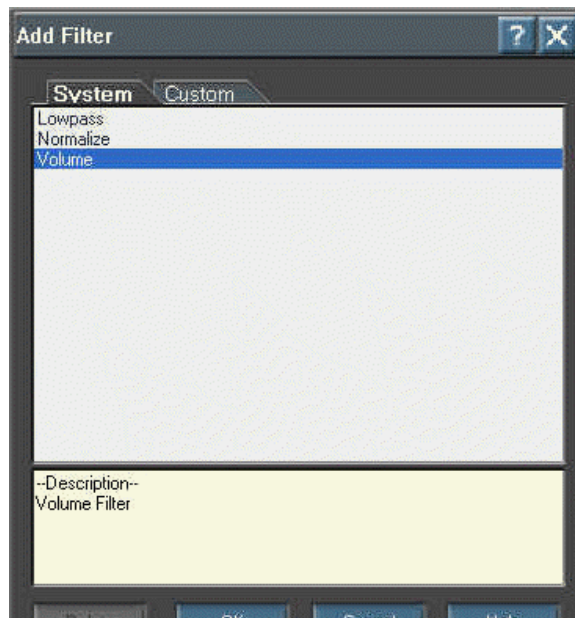 Add Filter ? X
System Custom
Lowpass
Normalize
Volume
--Description--
Volume Filter